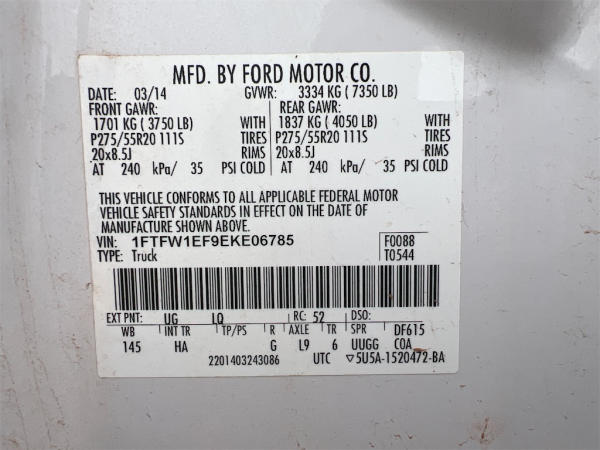 MFD. BY FORD MOTOR CO.
DATE: 03/14 GVWR: 3334 KG ( 7350 LB)
FRONT GAWR: REAR GAWR:
1701 KG ( 3750 LB) WITH 1837 KG ( 4050 LB) WITH
P275/55R20 111S TIRES P275/55R20 111S TIRES
20x8.5J RIMS 20x8.5J RIMS
AT 240 kPa/ 35 PSI COLD AT 240 kPa/ 35 PSI COLD
THIS VEHICLE CONFORMS TO ALL APPLICABLE FEDERAL MOTOR
VEHICLE SAFETY STANDARDS IN EFFECT ON THE DATE OF
MANUFACTURE SHOWN ABOVE.
VIN: 1FTFW1EF9EKE06785 F0088
TYPE: Truck T0544
EXT PNT: UG LQ RC: 52 DSO:
WB INT TR TP/PS R AXLE TR SPR DF615
145 HA G L9 6 UUGG COA
2201403243086 UTC ▽5U5A-1520472-BA